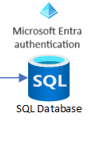 Microsoft Entra
authentication
SQL
SQL Database